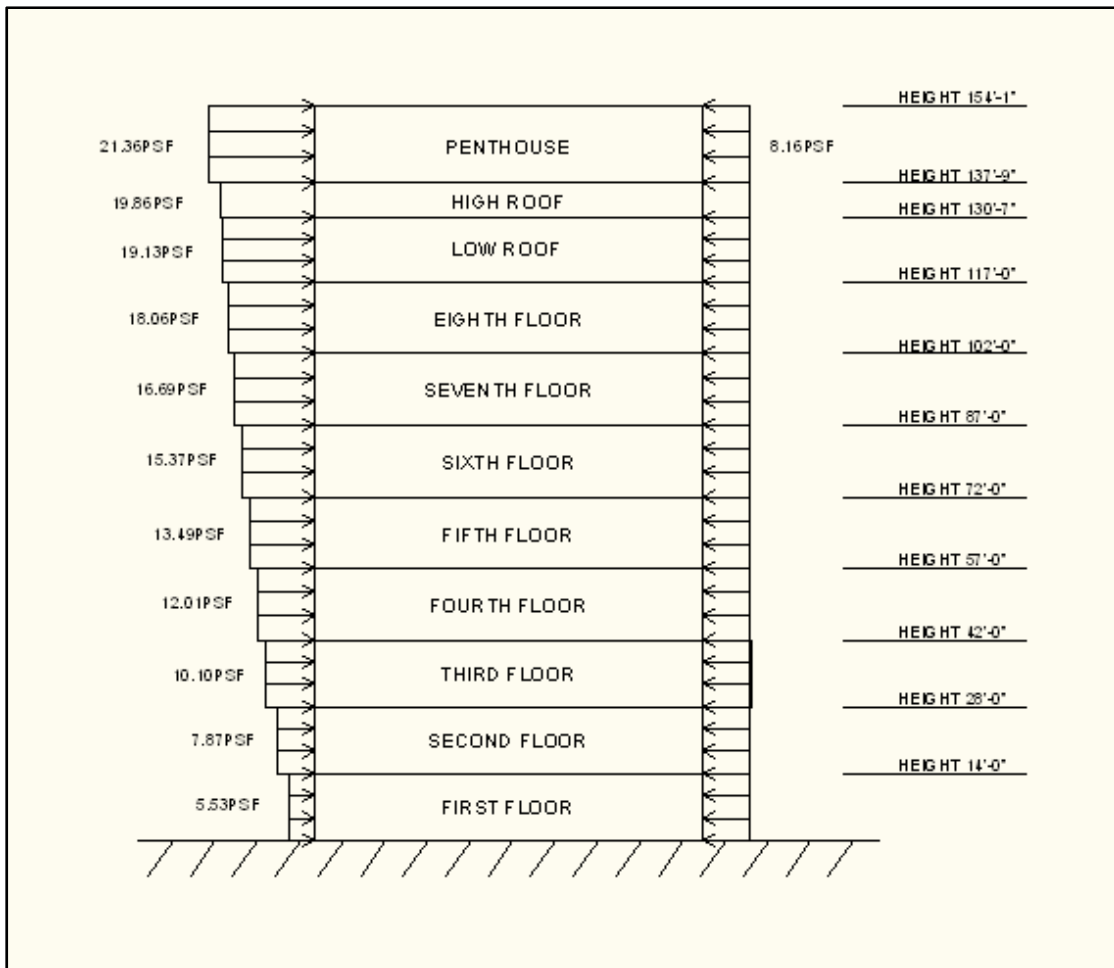 HEIGHT 154'-1"
21.36PSF
PENTHOUSE
8.16PSF
HEIGHT 137'-9"
19.86PSF
HIGH ROOF
HEIGHT 130'-7"
19.13PSF
LOW ROOF
HEIGHT 117'-0"
18.06PSF
EIGHTH FLOOR
HEIGHT 102'-0"
16.69PSF
SEVENTH FLOOR
HEIGHT 87'-0"
15.37PSF
SIXTH FLOOR
HEIGHT 72'-0"
13.49PSF
FIFTH FLOOR
HEIGHT 57'-0"
12.01PSF
FOURTH FLOOR
HEIGHT 42'-0"
10.10PSF
THIRD FLOOR
HEIGHT 28'-0"
7.87PSF
SECOND FLOOR
HEIGHT 14'-0"
5.53PSF
FIRST FLOOR